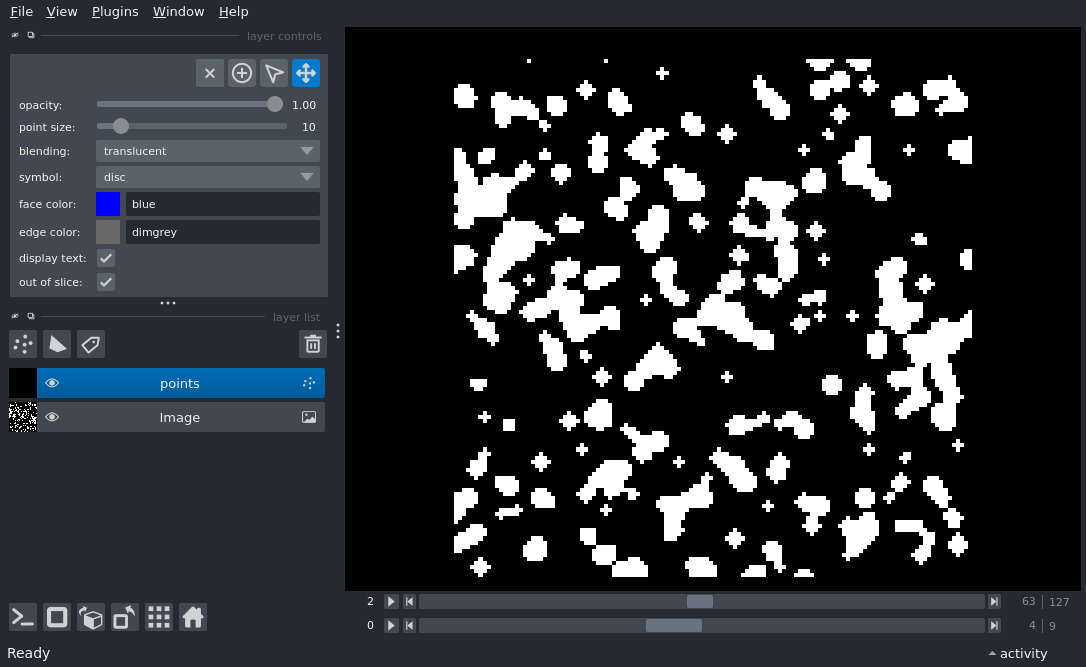 File View Plugins Window Help
layer controls
opacity: 1.00
point size: 10
blending: translucent
symbol: disc
face color: blue
edge color: dimgrey
display text:
out of slice:
layer list
points
Image
2 63 127
0 4 9
Ready activity